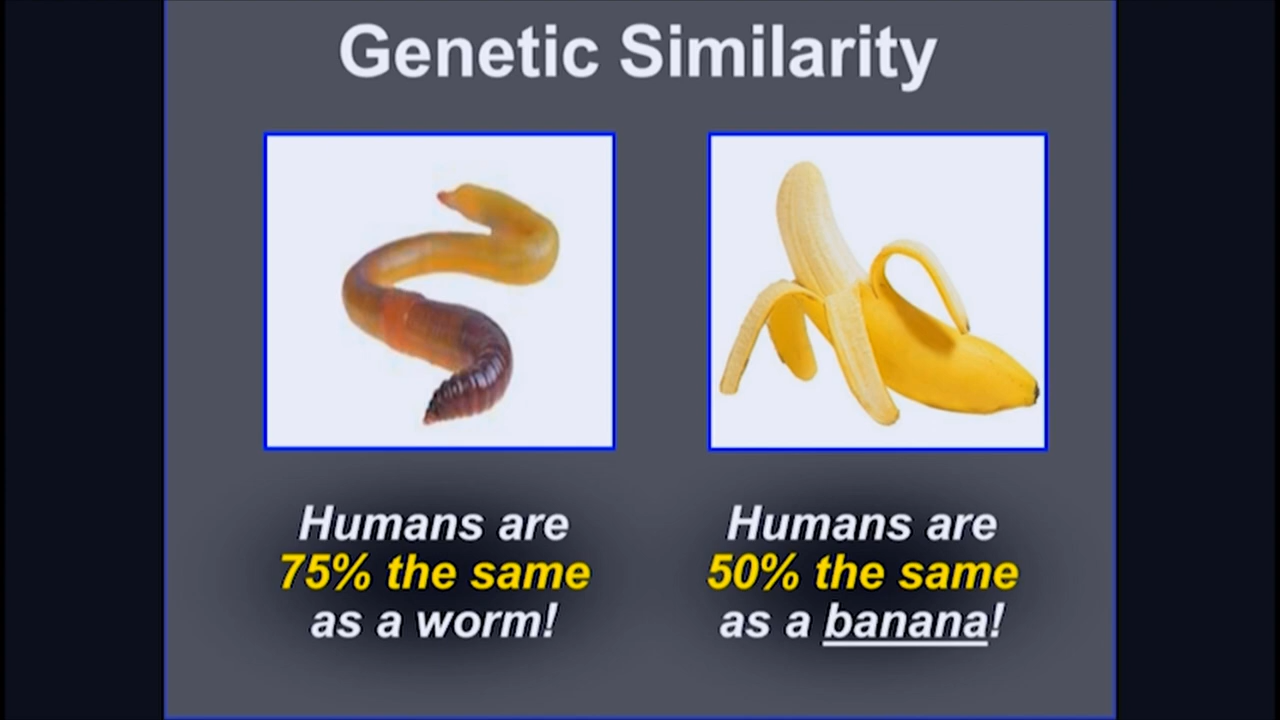 Genetic Similarity
Humans are
75% the same
as a worm!
Humans are
50% the same
as a banana!